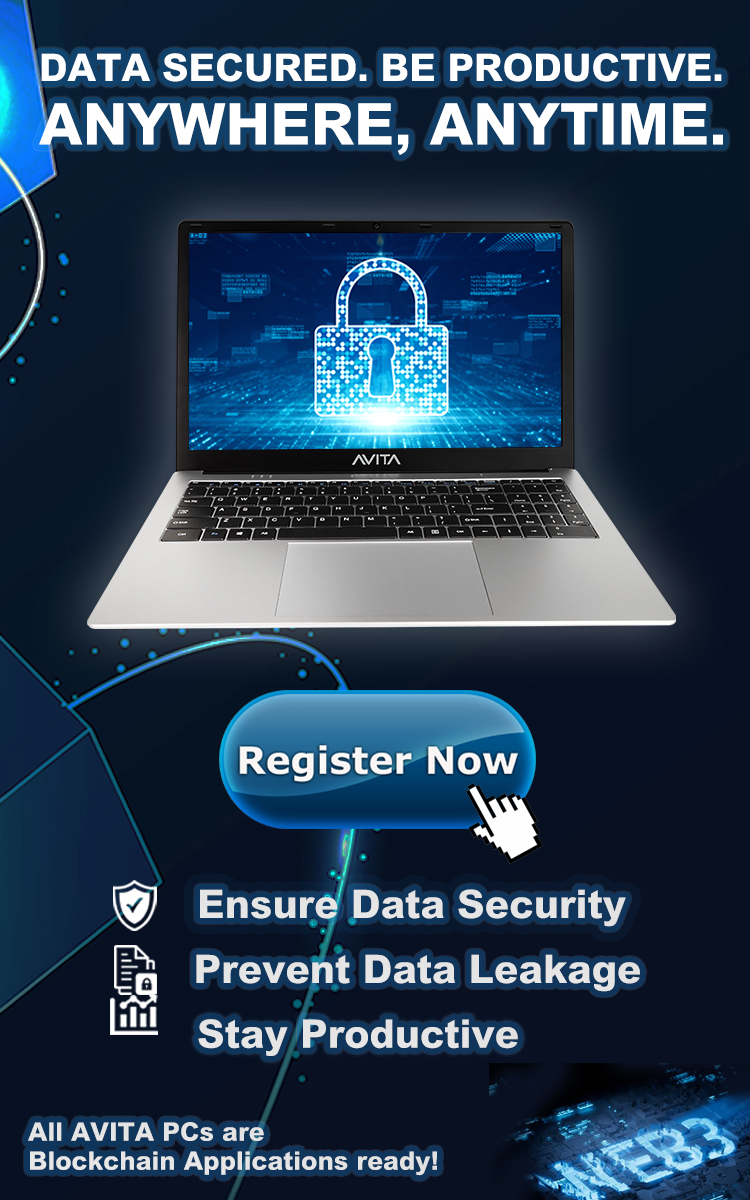 DATA SECURED. BE PRODUCTIVE.
ANYWHERE, ANYTIME.
AVITA
Register Now
Ensure Data Security
Prevent Data Leakage
Stay Productive
All AVITA PCs are
Blockchain Applications ready!